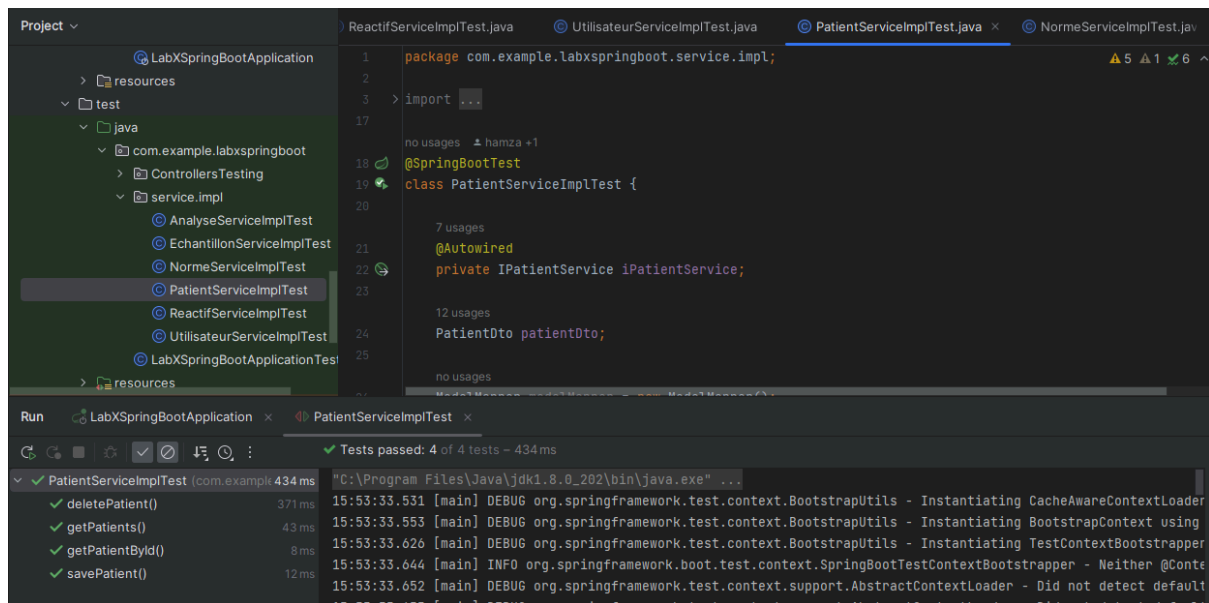 Project
LabXSpringBootApplication
resources
test
java
com.example.labxspringboot
ControllersTesting
service.impl
AnalyseServiceImplTest
EchantillonServiceImplTest
NormeServiceImplTest
PatientServiceImplTest
ReactifServiceImplTest
UtilisateurServiceImplTest
LabXSpringBootApplicationTest
resources
ReactifServiceImplTest.java UtilisateurServiceImplTest.java PatientServiceImplTest.java × NormeServiceImplTest.jav
1 package com.example.labxspringboot.service.impl; 5 1 6
2
3 import ...
17
no usages hamza +1
18 @SpringBootTest
19 class PatientServiceImplTest {
20
7 usages
21 @Autowired
22 private IPatientService iPatientService;
23
12 usages
24 PatientDto patientDto;
25
no usages
Run LabXSpringBootApplication × PatientServiceImplTest ×
Tests passed: 4 of 4 tests – 434 ms
PatientServiceImplTest (com.example 434 ms
deletePatient() 371 ms
getPatients() 43 ms
getPatientById() 8 ms
savePatient() 12 ms
"C:\Program Files\Java\jdk1.8.0_202\bin\java.exe" ...
15:53:33.531 [main] DEBUG org.springframework.test.context.BootstrapUtils - Instantiating CacheAwareContextLoader
15:53:33.553 [main] DEBUG org.springframework.test.context.BootstrapUtils - Instantiating BootstrapContext using
15:53:33.626 [main] DEBUG org.springframework.test.context.BootstrapUtils - Instantiating TestContextBootstrapper
15:53:33.644 [main] INFO org.springframework.boot.test.context.SpringBootTestContextBootstrapper - Neither @Conte
15:53:33.652 [main] DEBUG org.springframework.test.context.support.AbstractContextLoader - Did not detect default